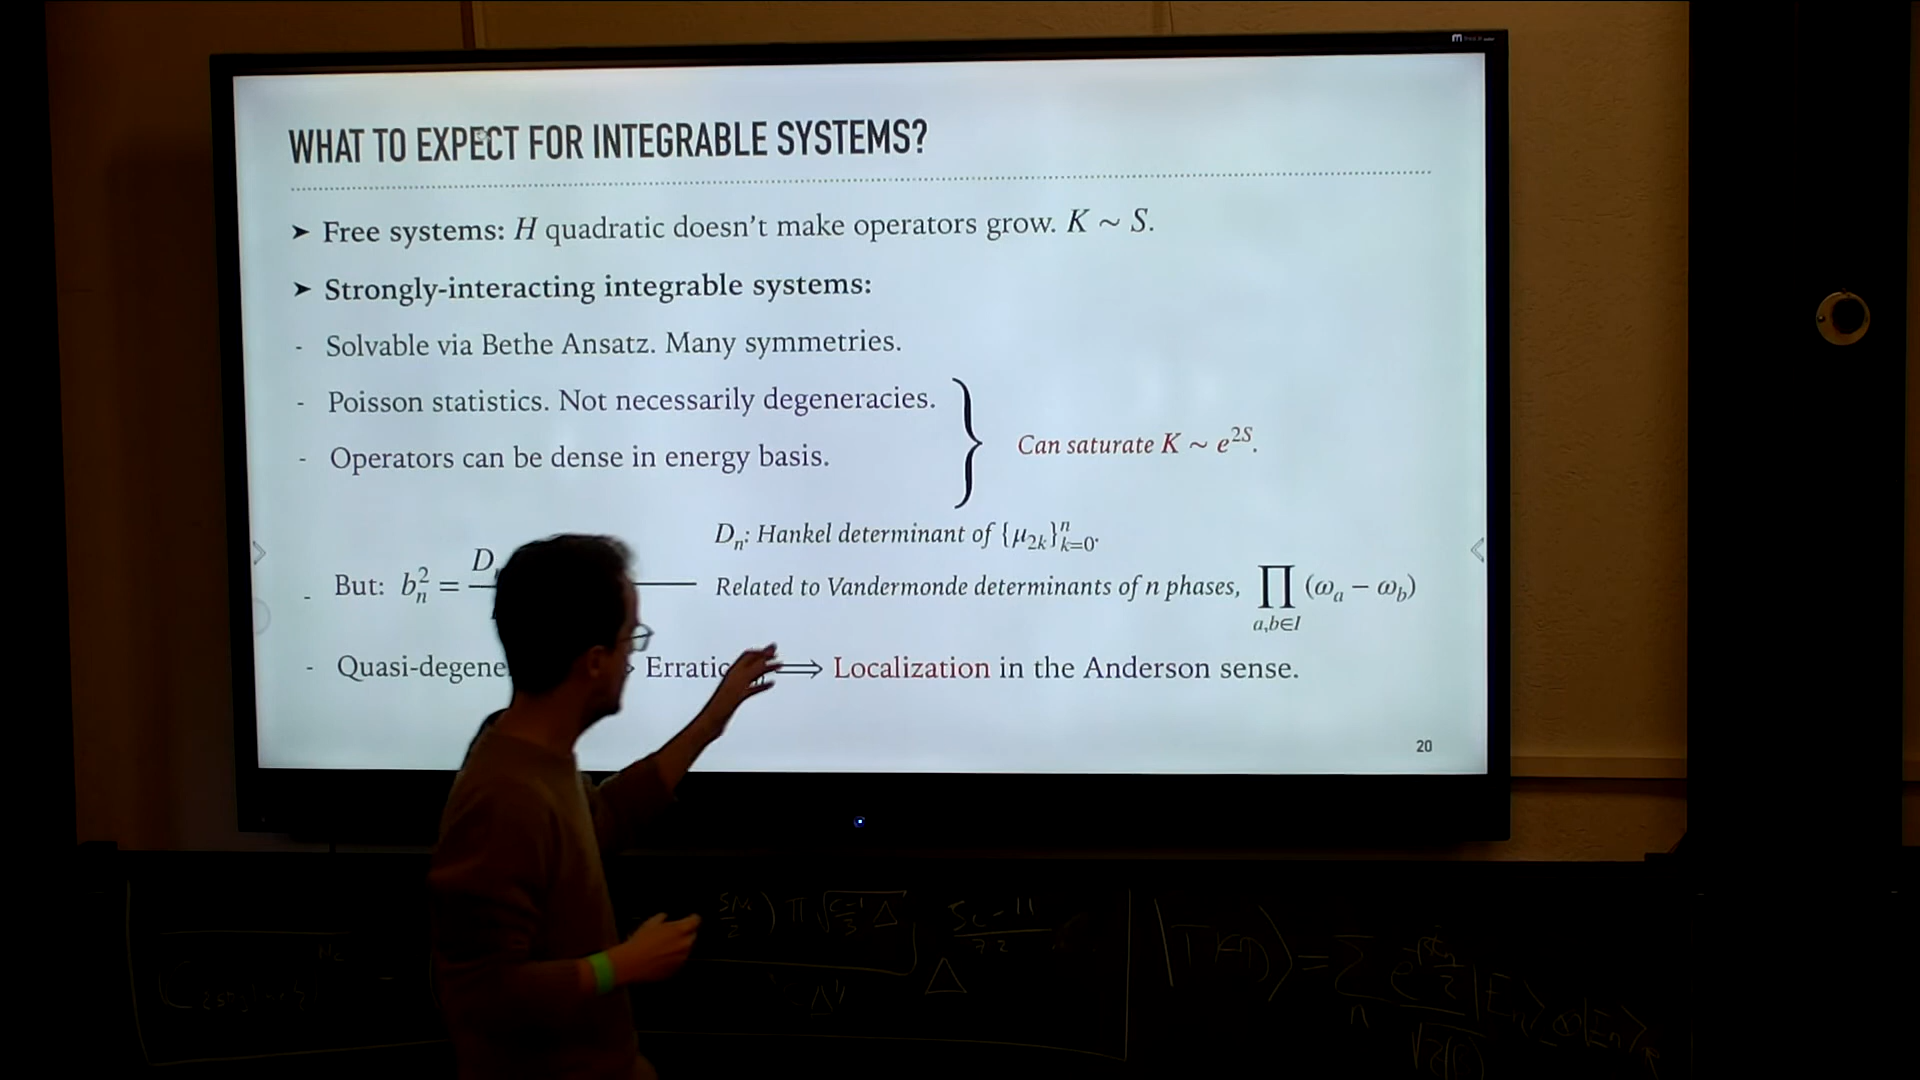 WHAT TO EXPECT FOR INTEGRABLE SYSTEMS?
➤ Free systems: H quadratic doesn't make operators grow. K ~ S.
➤ Strongly-interacting integrable systems:
- Solvable via Bethe Ansatz. Many symmetries.
- Poisson statistics. Not necessarily degeneracies.
- Operators can be dense in energy basis.
Can saturate K ~ e^{2S}.
D_n: Hankel determinant of {μ_{2k}}_{k=0}^n.
- But: b_n^2 = D
Related to Vandermonde determinants of n phases, ∏_{a,b∈I} (ω_a − ω_b)
- Quasi-degene Errati ⟹ Localization in the Anderson sense.
20